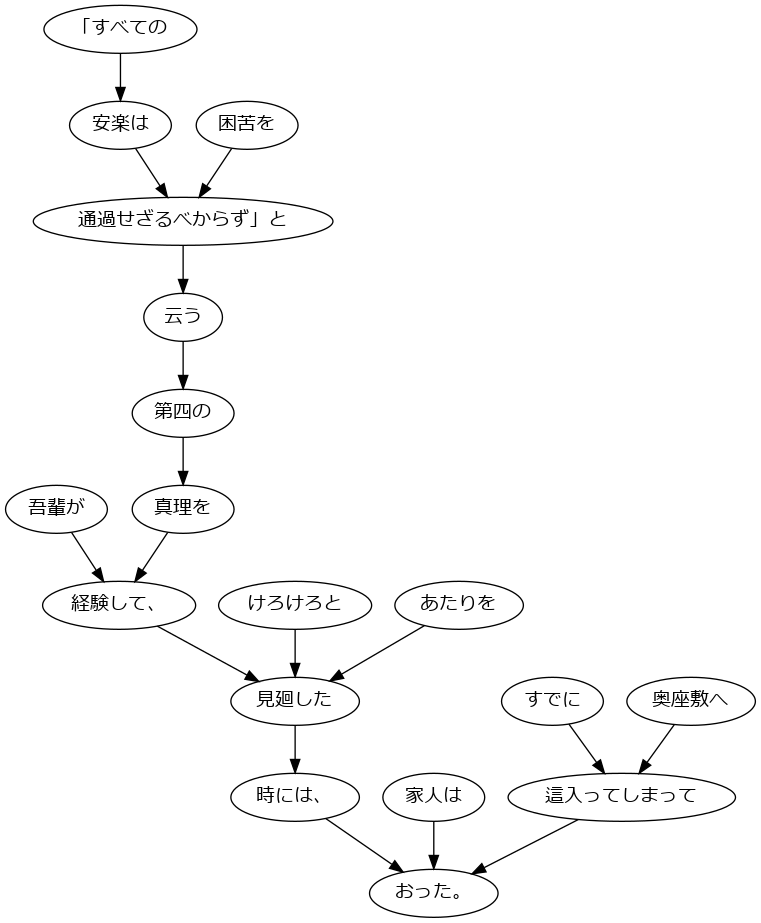 「すべての
安楽は
困苦を
通過せざるべからず」と
云う
第四の
吾輩が
真理を
経験して、
けろけろと
あたりを
見廻した
すでに
奥座敷へ
時には、
家人は
這入ってしまって
おった。